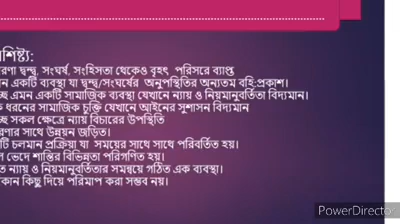 শিষ্ট্য:
রণা দ্বন্দ্ব, সংঘর্ষ, সংহিসতা থেকেও বৃহৎ পরিসরে ব্যাপ্ত
ন একটি ব্যবস্থা যা দ্বন্দ্ব/সংঘর্ষের অনুপস্থিতির অন্যতম বহি:প্রকাশ।
চ্ছে এমন একটি সামাজিক ব্যবস্থা যেখানে ন্যায় ও নিয়মানুবর্তিতা বিদ্যমান।
ক ধরনের সামাজিক চুক্তি যেখানে আইনের সুশাসন বিদ্যমান
চ্ছে সকল ক্ষেত্রে ন্যায় বিচারের উপস্থিতি
রণার সাথে উন্নয়ন জড়িত।
টি চলমান প্রক্রিয়া যা সময়ের সাথে সাথে পরিবর্তিত হয়।
ভেদে শান্তির বিভিন্নতা পরিগণিত হয়।
ত ন্যায় ও নিয়মানুবর্তিতার সমন্বয়ে গঠিত এক ব্যবস্থা।
কোন কিছু দিয়ে পরিমাপ করা সম্ভব নয়।
PowerDirector